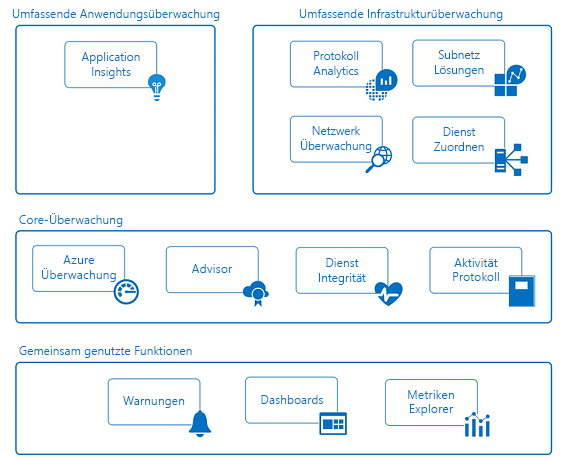 Umfassende Anwendungsüberwachung
Application
Insights
Umfassende Infrastrukturüberwachung
Protokoll
Analytics
Subnetz
Lösungen
Netzwerk
Überwachung
Dienst
Zuordnen
Core-Überwachung
Azure
Überwachung
Advisor
Dienst
Integrität
Aktivität
Protokoll
Gemeinsam genutzte Funktionen
Warnungen
Dashboards
Metriken
Explorer